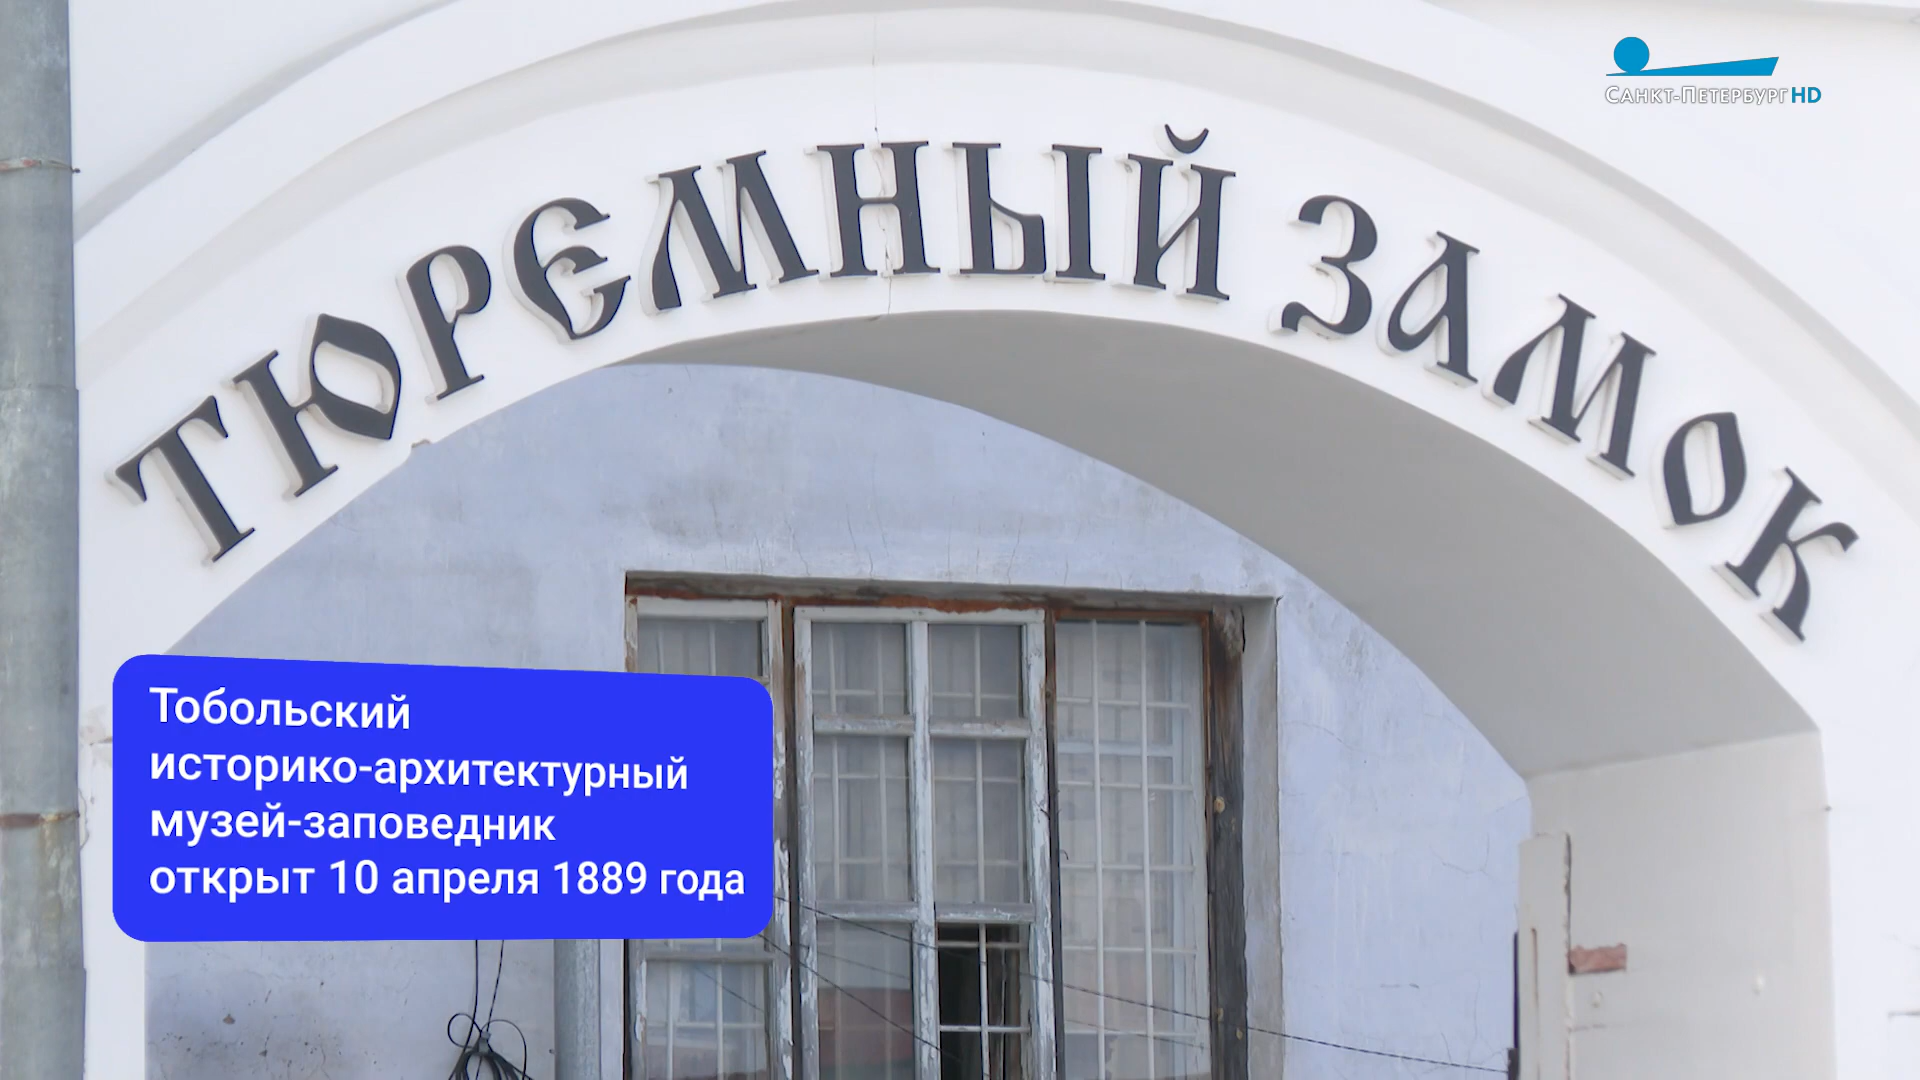 САНКТ-ПЕТЕРБУРГ HD
ТЮРЕМНЫЙ ЗАМОК
Тобольский
историко-архитектурный
музей-заповедник
открыт 10 апреля 1889 года